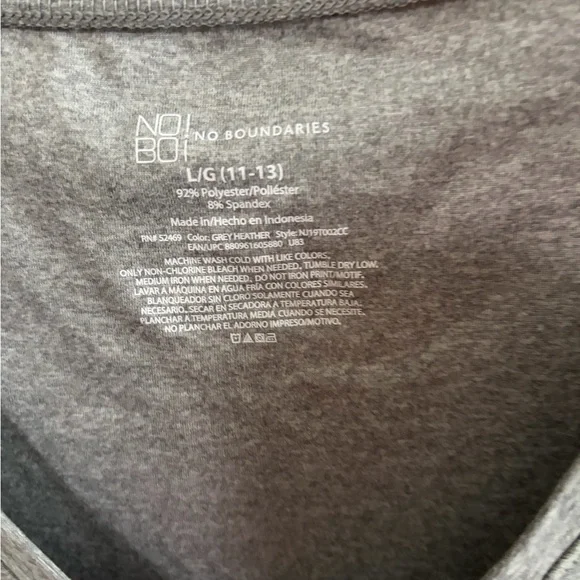 NO!
BO!
NO BOUNDARIES
L/G (11-13)
92% Polyester/Poliéster
8% Spandex
Made in/Hecho en Indonesia
RN# 52469 Color: GREY HEATHER Style: NJ19T002CC
EAN/UPC 880961605880 U83
MACHINE WASH COLD WITH LIKE COLORS,
ONLY NON-CHLORINE BLEACH WHEN NEEDED, TUMBLE DRY LOW,
MEDIUM IRON WHEN NEEDED. DO NOT IRON PRINT/MOTIF.
LAVAR A MÁQUINA EN AGUA FRÍA CON COLORES SIMILARES.
BLANQUEADOR SIN CLORO SOLAMENTE CUANDO SEA
NECESARIO. SECAR EN SECADORA A TEMPERATURA BAJA.
PLANCHAR A TEMPERATURA MEDIA CUANDO SE NECESITE.
NO PLANCHAR EL ADORNO IMPRESO/MOTIVO.